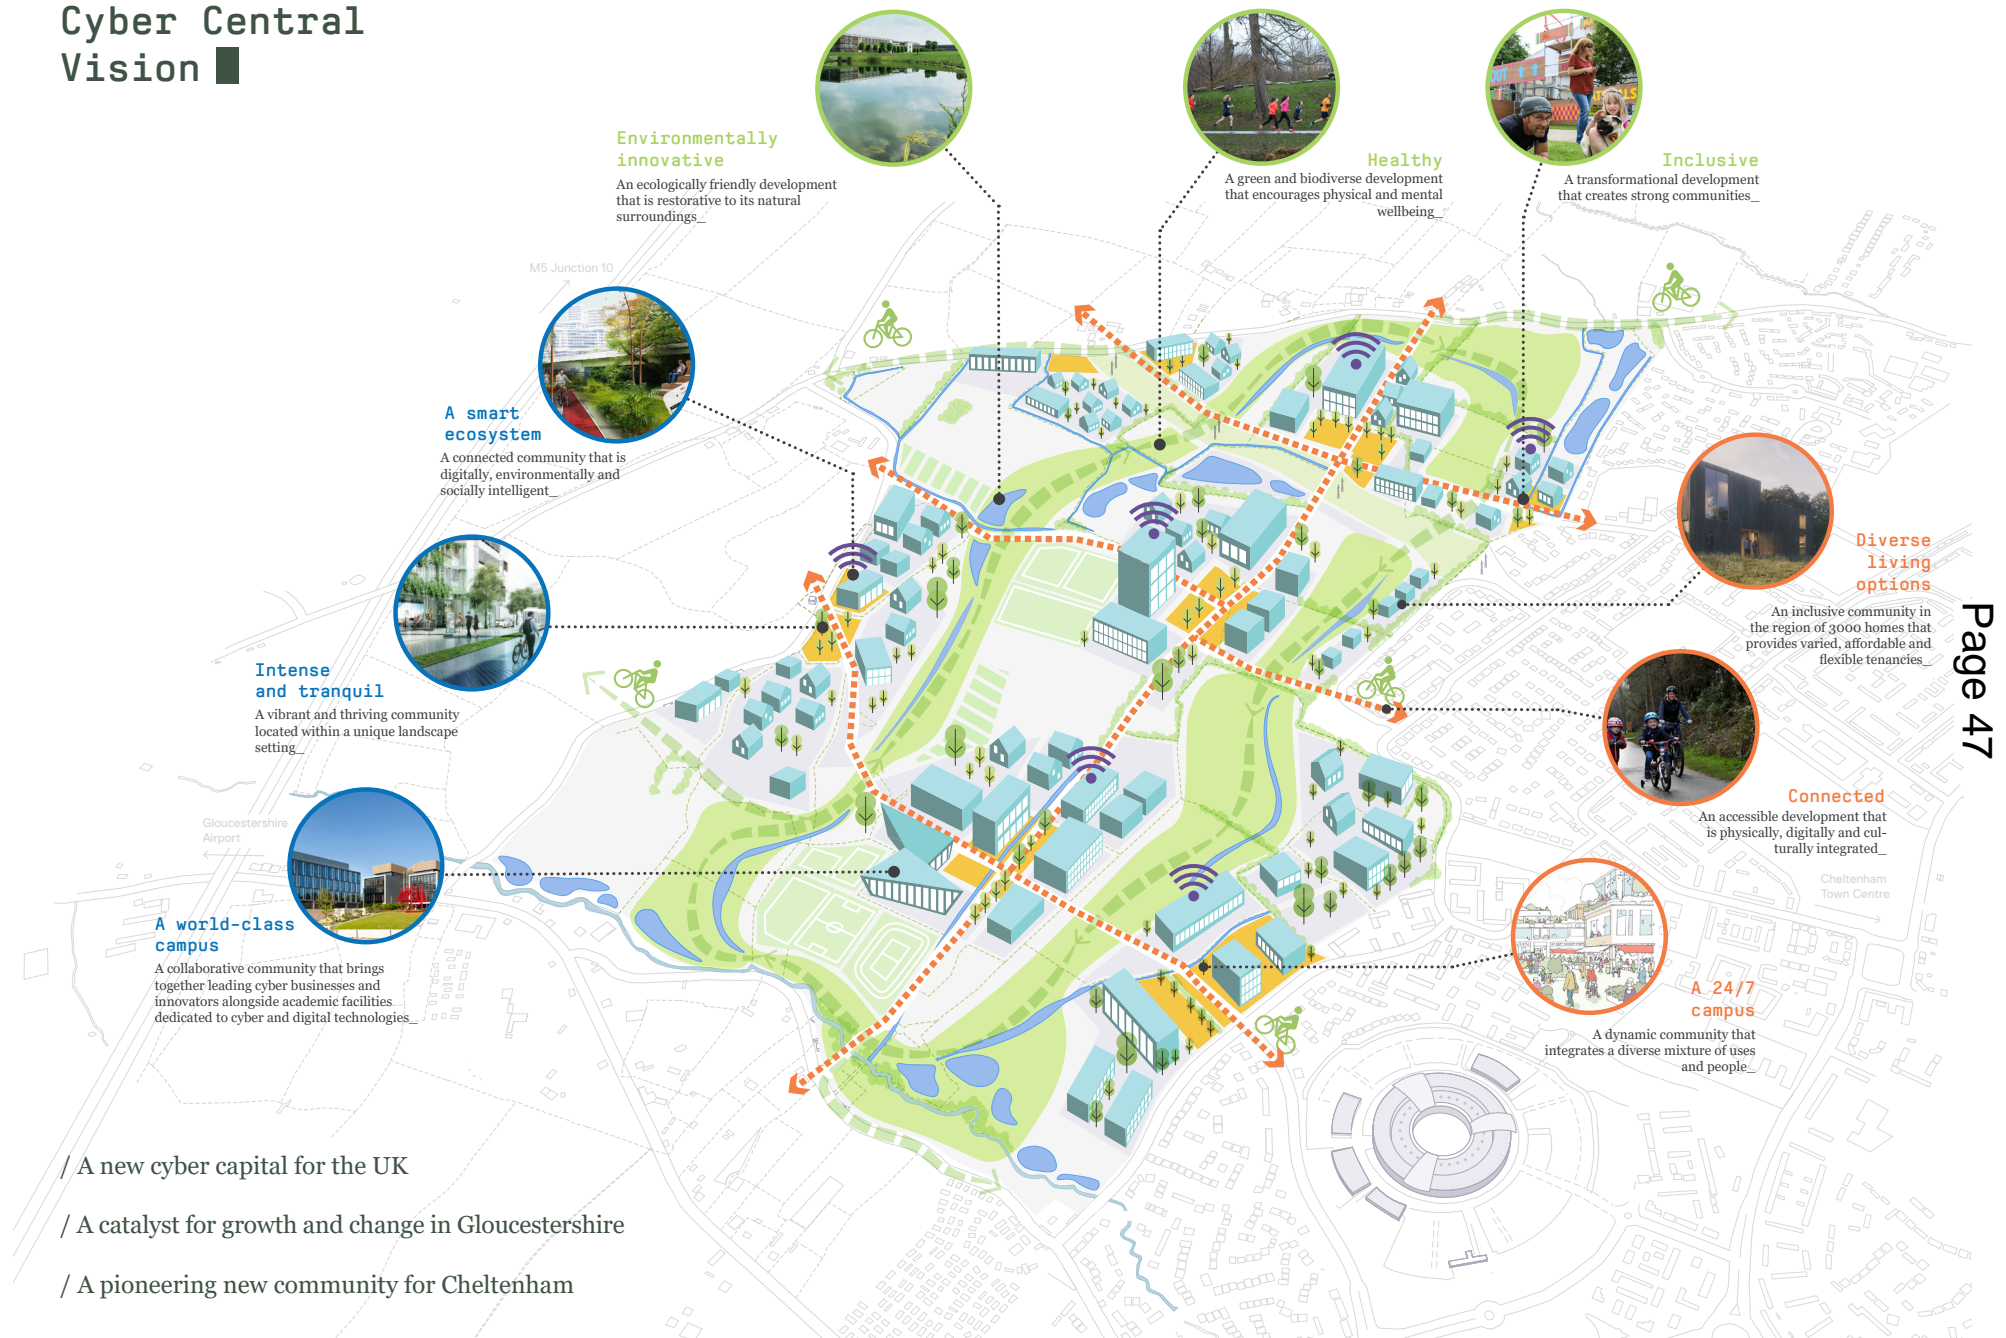 Cyber Central
Vision
Environmentally
innovative
An ecologically friendly development
that is restorative to its natural
surroundings_
Healthy
A green and biodiverse development
that encourages physical and mental
wellbeing_
Inclusive
A transformational development
that creates strong communities_
M5 Junction 10
A smart
ecosystem
A connected community that is
digitally, environmentally and
socially intelligent_
Diverse
living
options
An inclusive community in
the region of 3000 homes that
provides varied, affordable and
flexible tenancies_
Page 47
Intense
and tranquil
A vibrant and thriving community
located within a unique landscape
setting_
Connected
An accessible development that
is physically, digitally and cul-
turally integrated_
Gloucestershire
Airport
Cheltenham
Town Centre
A world-class
campus
A collaborative community that brings
together leading cyber businesses and
innovators alongside academic facilities
dedicated to cyber and digital technologies_
A 24/7
campus
A dynamic community that
integrates a diverse mixture of uses
and people_
/ A new cyber capital for the UK
/ A catalyst for growth and change in Gloucestershire
/ A pioneering new community for Cheltenham